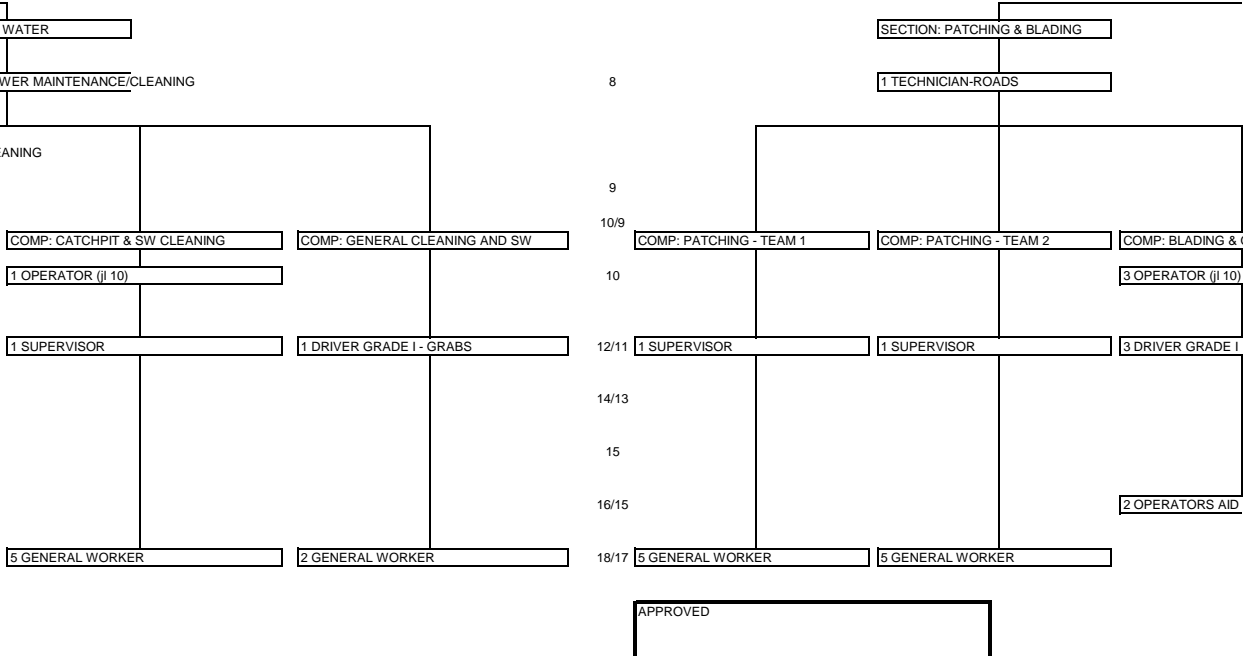 WATER
SECTION: PATCHING & BLADING
WER MAINTENANCE/CLEANING
8
1 TECHNICIAN-ROADS
EANING
9
10/9
COMP: CATCHPIT & SW CLEANING
COMP: GENERAL CLEANING AND SW
COMP: PATCHING - TEAM 1
COMP: PATCHING - TEAM 2
COMP: BLADING &
1 OPERATOR (jl 10)
10
3 OPERATOR (jl 10)
1 SUPERVISOR
1 DRIVER GRADE I - GRABS
12/11
1 SUPERVISOR
1 SUPERVISOR
3 DRIVER GRADE I
14/13
15
16/15
2 OPERATORS AID
5 GENERAL WORKER
2 GENERAL WORKER
18/17
5 GENERAL WORKER
5 GENERAL WORKER
APPROVED